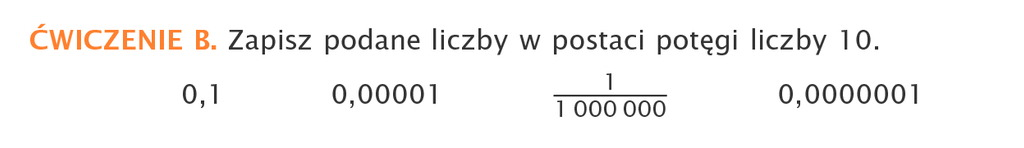 ĆWICZENIE B. Zapisz podane liczby w postaci potęgi liczby 10.
0,1 0,00001 1/1 000 000 0,0000001